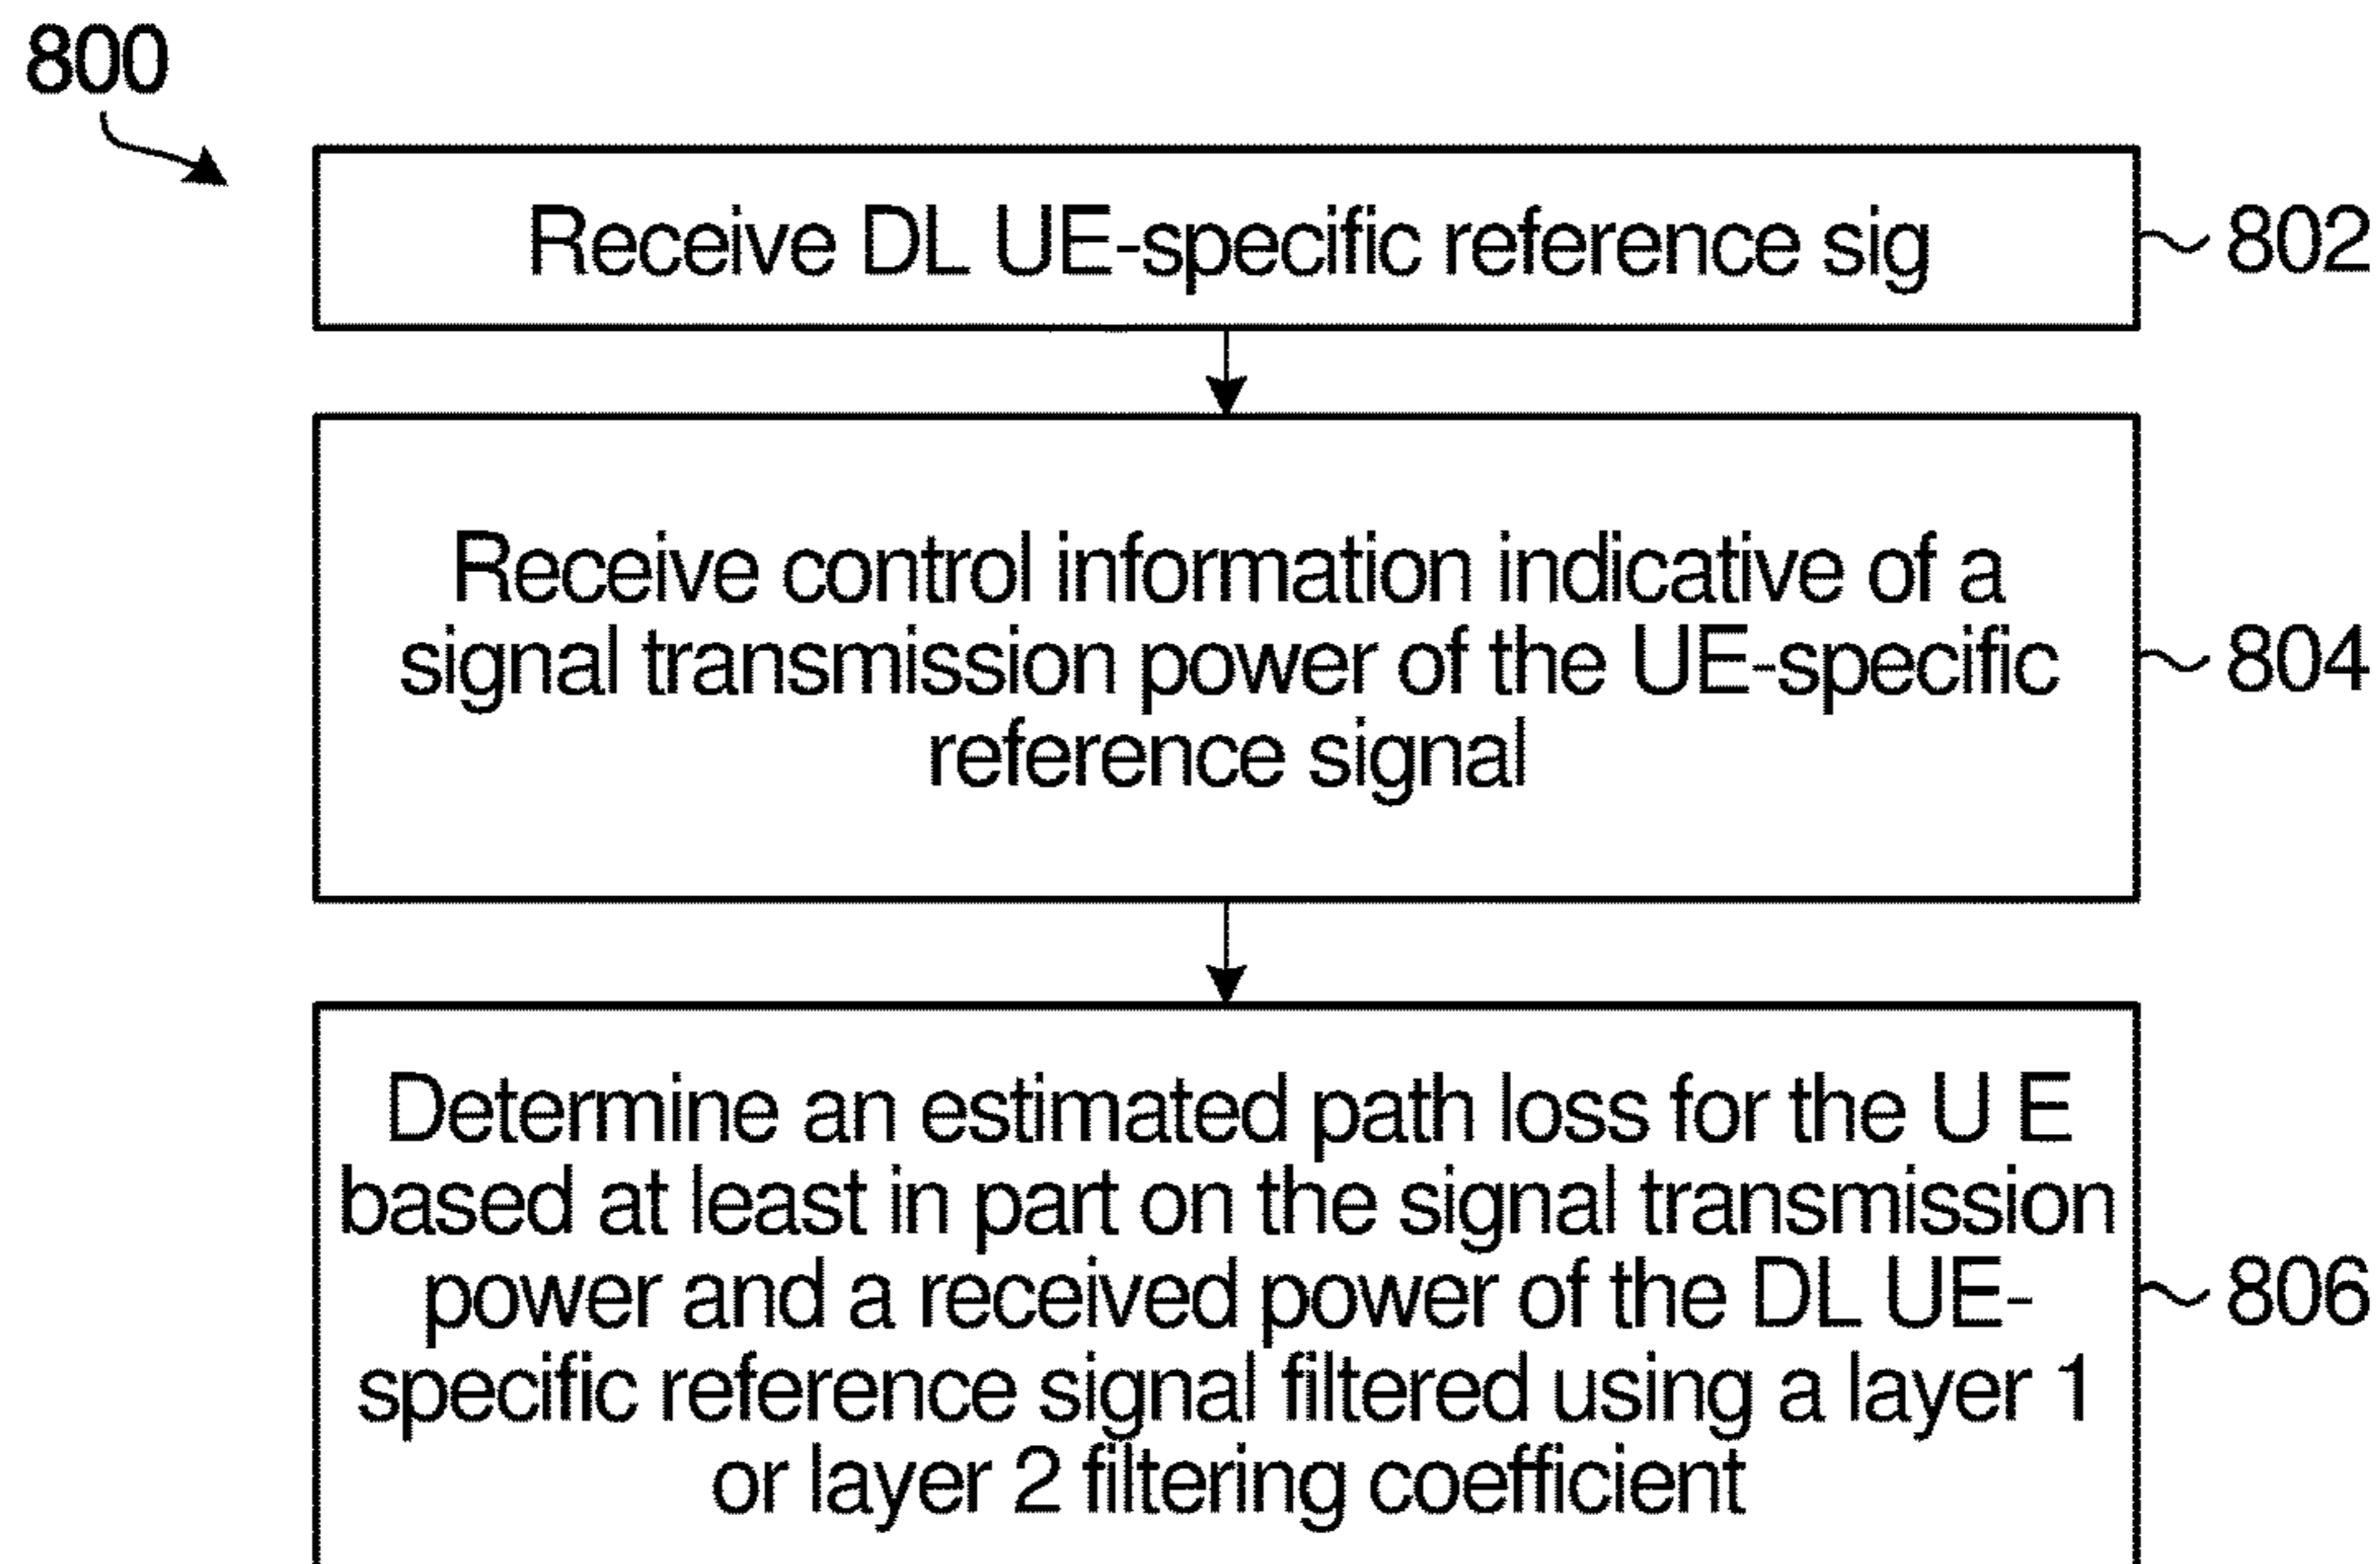 800
Receive DL UE-specific reference sig
802
Receive control information indicative of a
signal transmission power of the UE-specific
reference signal
804
Determine an estimated path loss for the U E
based at least in part on the signal transmission
power and a received power of the DL UE-
specific reference signal filtered using a layer 1
or layer 2 filtering coefficient
806